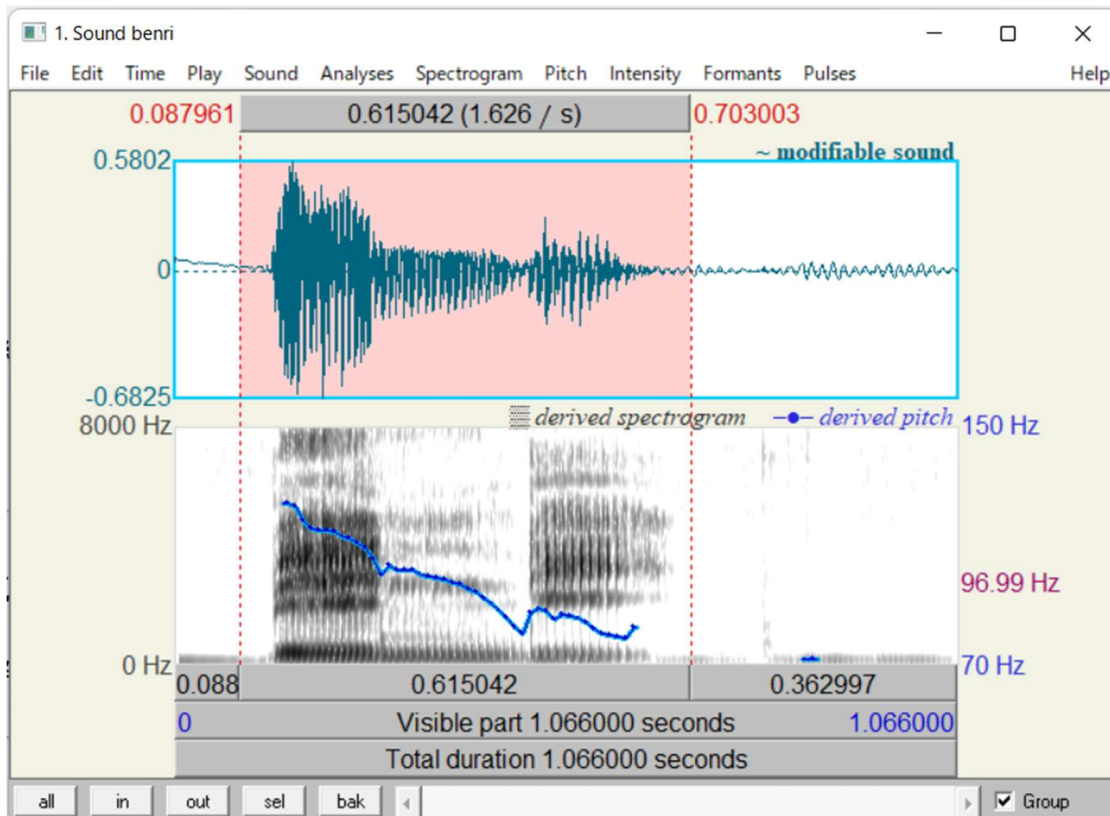 1. Sound benri
File Edit Time Play Sound Analyses Spectrogram Pitch Intensity Formants Pulses Help
0.087961 0.615042 (1.626 / s) 0.703003
0.5802 ~ modifiable sound
0
-0.6825
8000 Hz derived spectrogram derived pitch 150 Hz
96.99 Hz
0 Hz 70 Hz
0.088 0.615042 0.362997
0 Visible part 1.066000 seconds 1.066000
Total duration 1.066000 seconds
all in out sel bak Group